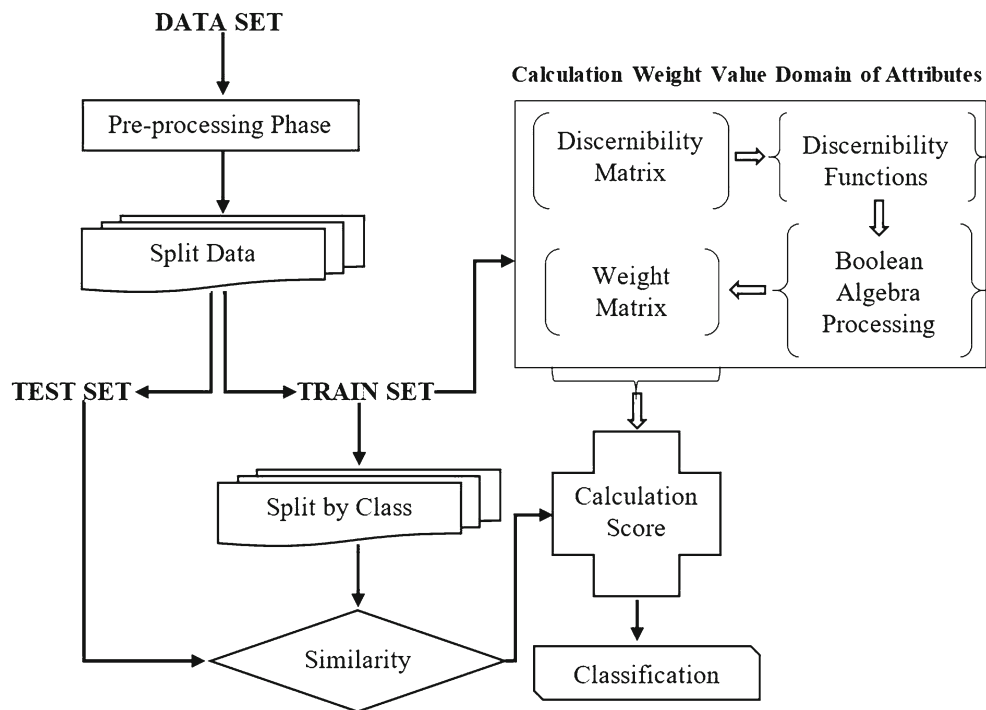 DATA SET
Pre-processing Phase
Split Data
TEST SET
TRAIN SET
Split by Class
Similarity
Calculation Weight Value Domain of Attributes
Discernibility
Matrix
Discernibility
Functions
Boolean
Algebra
Processing
Weight
Matrix
Calculation
Score
Classification